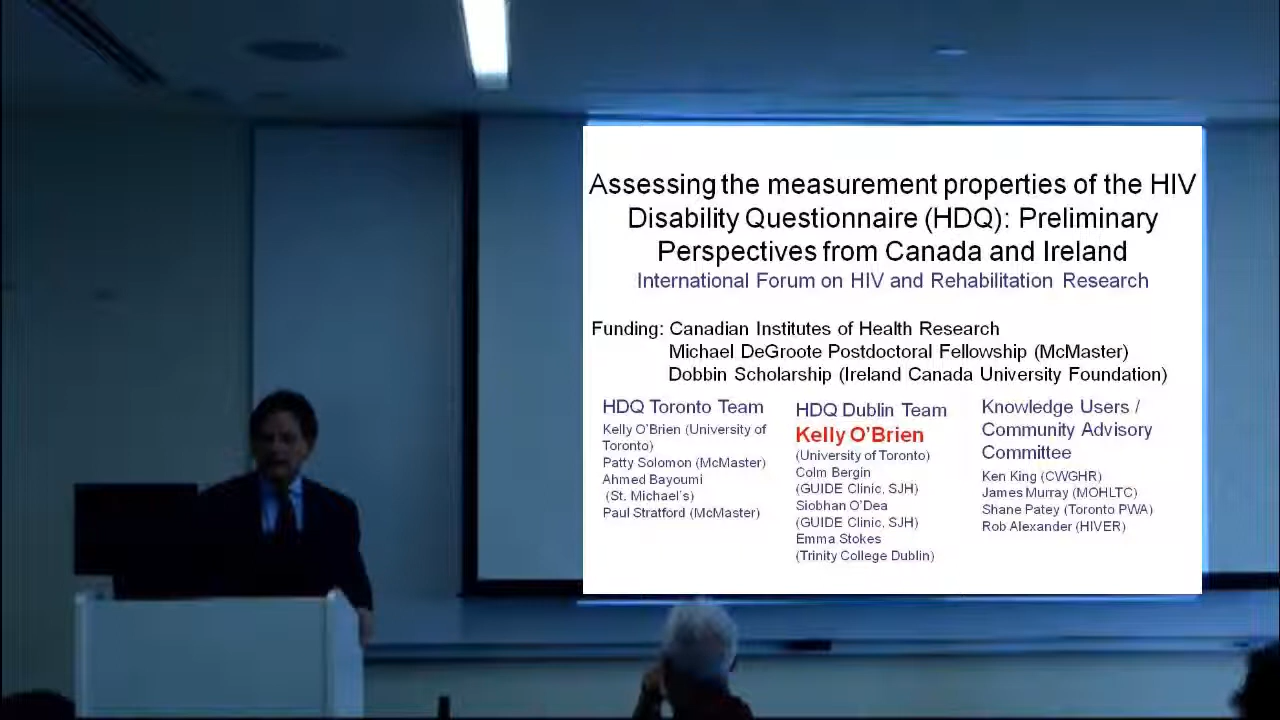 Assessing the measurement properties of the HIV
Disability Questionnaire (HDQ): Preliminary
Perspectives from Canada and Ireland
International Forum on HIV and Rehabilitation Research
Funding: Canadian Institutes of Health Research
Michael DeGroote Postdoctoral Fellowship (McMaster)
Dobbin Scholarship (Ireland Canada University Foundation)
HDQ Toronto Team
Kelly O'Brien (University of
Toronto)
Patty Solomon (McMaster)
Ahmed Bayoumi
(St. Michael's)
Paul Stratford (McMaster)
HDQ Dublin Team
Kelly O'Brien
(University of Toronto)
Colm Bergin
(GUIDE Clinic, SJH)
Siobhan O'Dea
(GUIDE Clinic, SJH)
Emma Stokes
(Trinity College Dublin)
Knowledge Users /
Community Advisory
Committee
Ken King (CWGHR)
James Murray (MOHLTC)
Shane Patey (Toronto PWA)
Rob Alexander (HIVER)